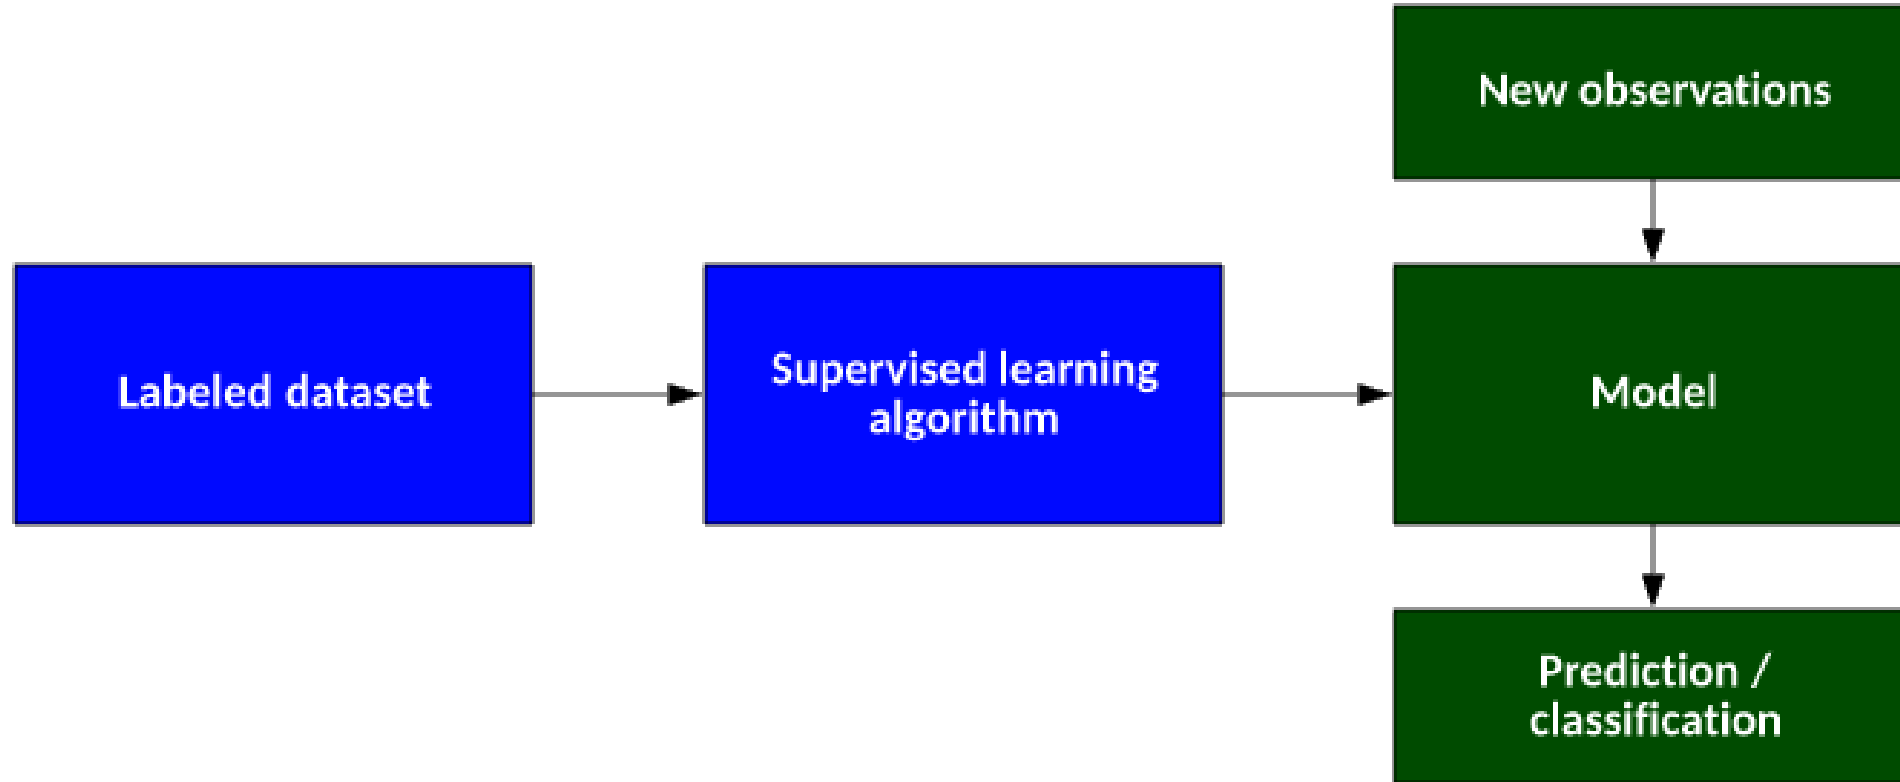 New observations
Labeled dataset
Supervised learning
algorithm
Model
Prediction /
classification